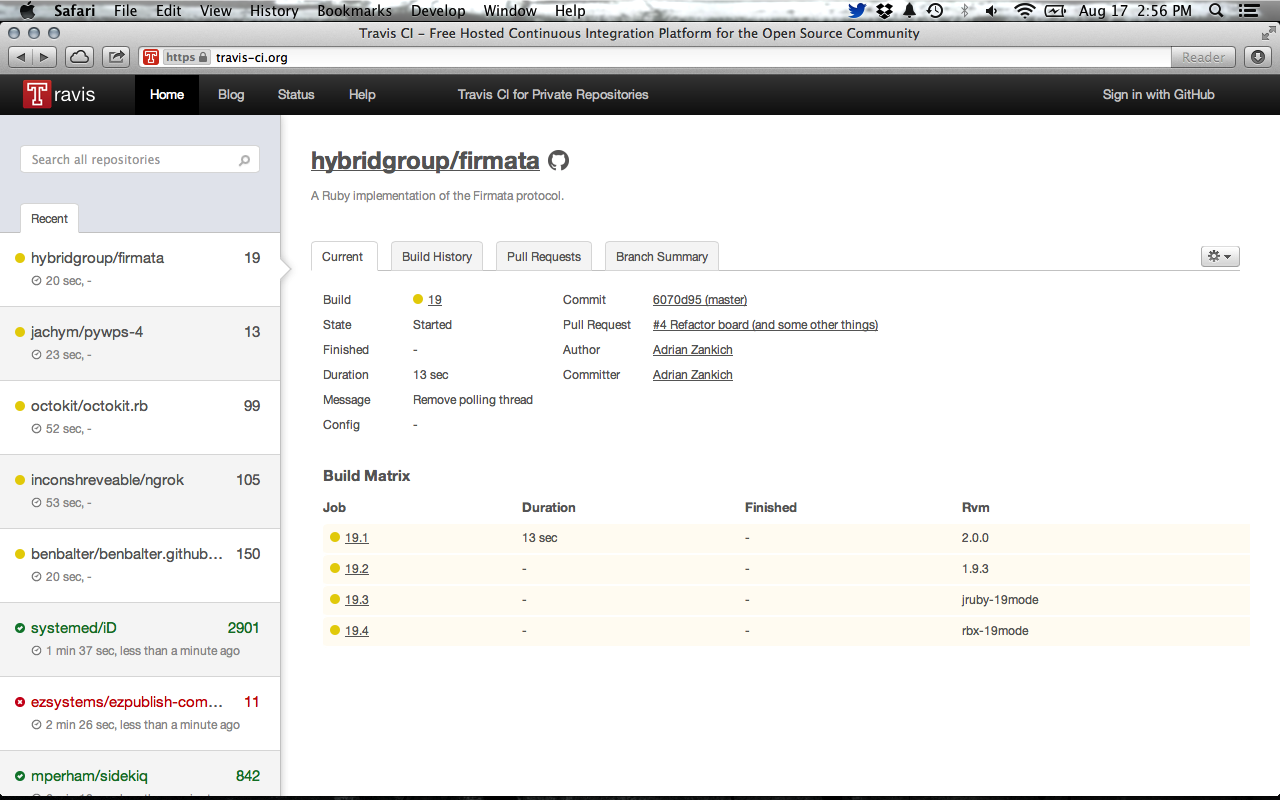 Safari File Edit View History Bookmarks Develop Window Help Aug 17 2:56 PM
Travis CI - Free Hosted Continuous Integration Platform for the Open Source Community
https travis-ci.org Reader
Travis Home Blog Status Help Travis CI for Private Repositories Sign in with GitHub
Search all repositories
Recent
hybridgroup/firmata 19
20 sec, -
jachym/pywps-4 13
23 sec, -
octokit/octokit.rb 99
52 sec, -
inconshreveable/ngrok 105
53 sec, -
benbalter/benbalter.github... 150
20 sec, -
systemed/iD 2901
1 min 37 sec, less than a minute ago
ezsystems/ezpublish-com... 11
2 min 26 sec, less than a minute ago
mperham/sidekiq 842
hybridgroup/firmata
A Ruby implementation of the Firmata protocol.
Current Build History Pull Requests Branch Summary
Build 19 Commit 6070d95 (master)
State Started Pull Request #4 Refactor board (and some other things)
Finished - Author Adrian Zankich
Duration 13 sec Committer Adrian Zankich
Message Remove polling thread
Config -
Build Matrix
Job Duration Finished Rvm
19.1 13 sec - 2.0.0
19.2 - - 1.9.3
19.3 - - jruby-19mode
19.4 - - rbx-19mode